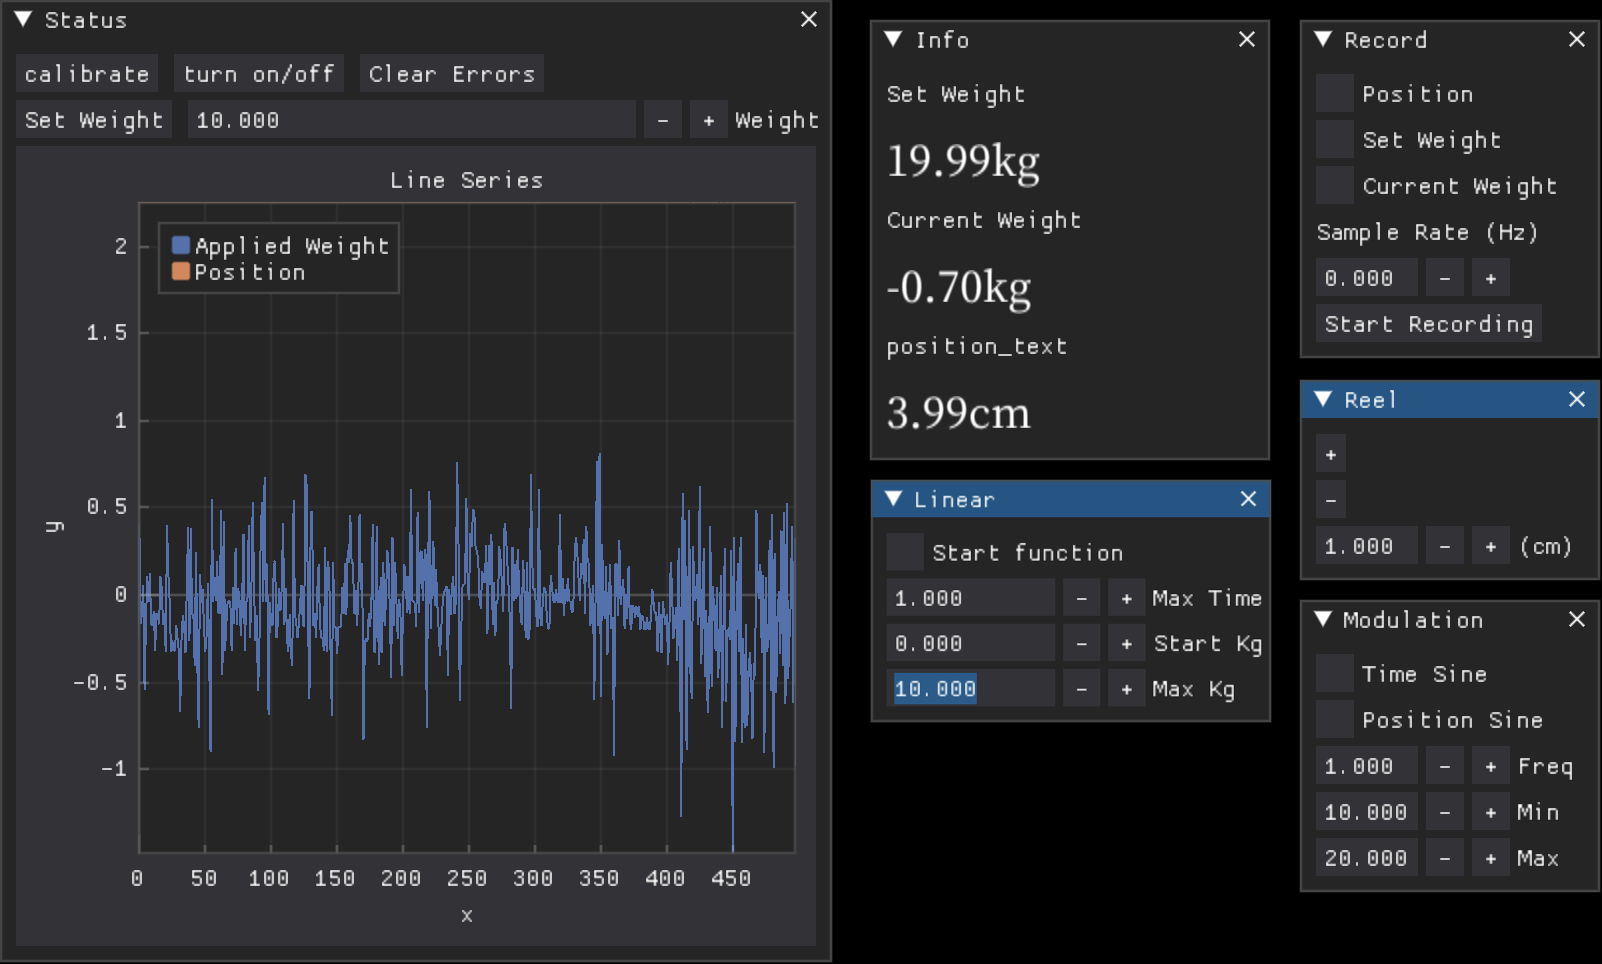 Status
calibrate turn on/off Clear Errors
Set Weight 10.000 - + Weight
Line Series
Applied Weight
Position
2
1.5
1
0.5
0
-0.5
-1
y
0 50 100 150 200 250 300 350 400 450
x
Info
Set Weight
19.99kg
Current Weight
-0.70kg
position_text
3.99cm
Linear
Start function
1.000 - + Max Time
0.000 - + Start Kg
10.000 - + Max Kg
Record
Position
Set Weight
Current Weight
Sample Rate (Hz)
0.000 - +
Start Recording
Reel
+
-
1.000 - + (cm)
Modulation
Time Sine
Position Sine
1.000 - + Freq
10.000 - + Min
20.000 - + Max